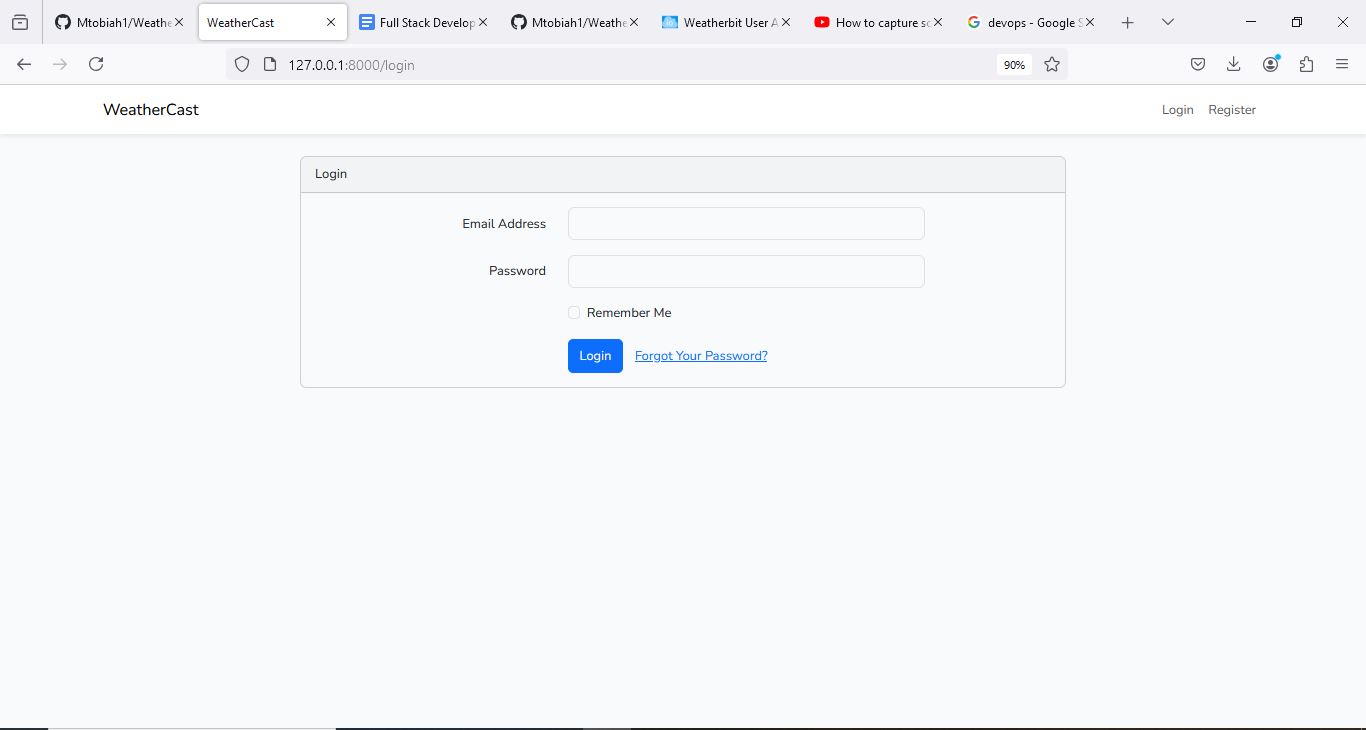 Mtobiah1/Weathe
WeatherCast
Full Stack Develop
Mtobiah1/Weathe
Weatherbit User A
How to capture sc
devops - Google S
127.0.0.1:8000/login
90%
WeatherCast
Login
Register
Login
Email Address
Password
Remember Me
Login
Forgot Your Password?